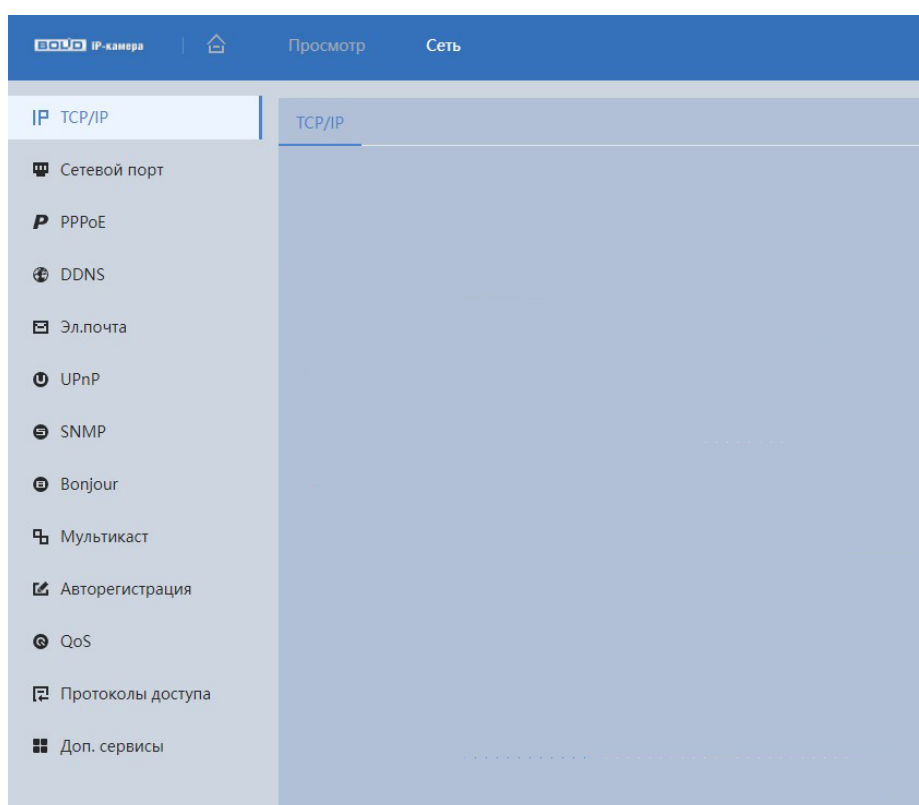 BOLID IP-камера
Просмотр
Сеть
TCP/IP
TCP/IP
Сетевой порт
PPPoE
DDNS
Эл.почта
UPnP
SNMP
Bonjour
Мультикаст
Авторегистрация
QoS
Протоколы доступа
Доп. сервисы